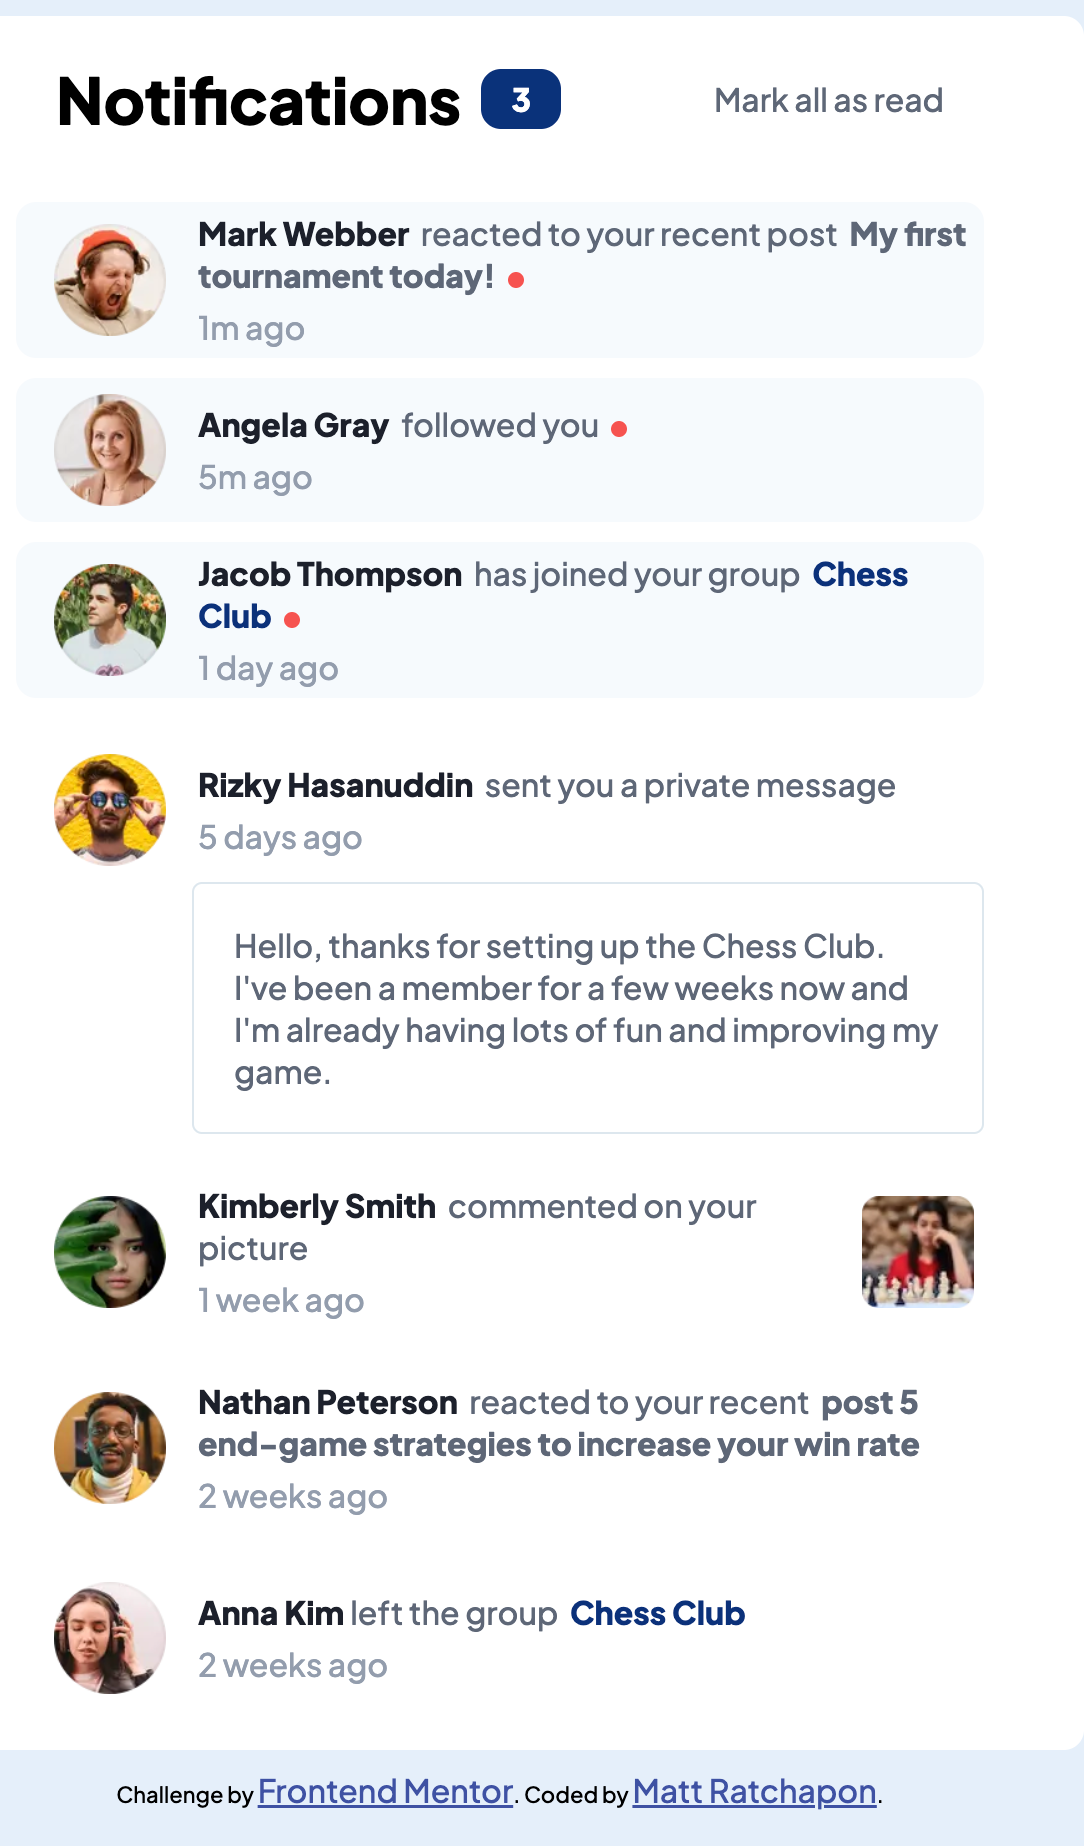 Notifications 3 Mark all as read
Mark Webber reacted to your recent post My first
tournament today!
1m ago
Angela Gray followed you
5m ago
Jacob Thompson has joined your group Chess
Club
1 day ago
Rizky Hasanuddin sent you a private message
5 days ago
Hello, thanks for setting up the Chess Club.
I've been a member for a few weeks now and
I'm already having lots of fun and improving my
game.
Kimberly Smith commented on your
picture
1 week ago
Nathan Peterson reacted to your recent post 5
end-game strategies to increase your win rate
2 weeks ago
Anna Kim left the group Chess Club
2 weeks ago
Challenge by Frontend Mentor. Coded by Matt Ratchapon.